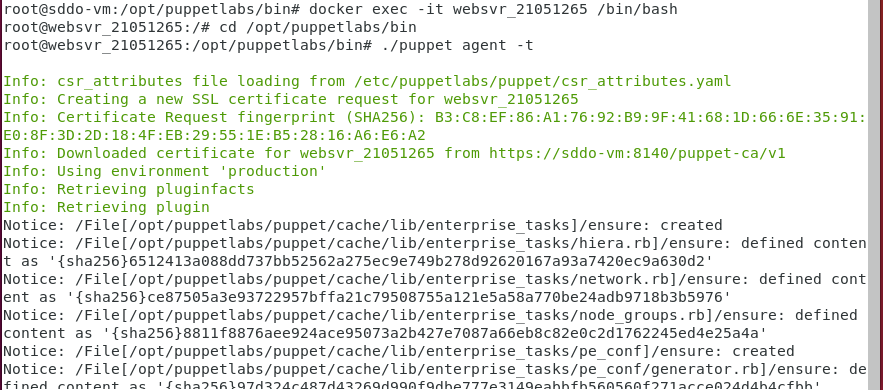 root@sddo-vm:/opt/puppetlabs/bin# docker exec -it websvr_21051265 /bin/bash
root@websvr_21051265:/# cd /opt/puppetlabs/bin
root@websvr_21051265:/opt/puppetlabs/bin# ./puppet agent -t
Info: csr_attributes file loading from /etc/puppetlabs/puppet/csr_attributes.yaml
Info: Creating a new SSL certificate request for websvr_21051265
Info: Certificate Request fingerprint (SHA256): B3:C8:EF:86:A1:76:92:B9:9F:41:68:1D:66:6E:35:91:
E0:8F:3D:2D:18:4F:EB:29:55:1E:B5:28:16:A6:E6:A2
Info: Downloaded certificate for websvr_21051265 from https://sddo-vm:8140/puppet-ca/v1
Info: Using environment 'production'
Info: Retrieving pluginfacts
Info: Retrieving plugin
Notice: /File[/opt/puppetlabs/puppet/cache/lib/enterprise_tasks]/ensure: created
Notice: /File[/opt/puppetlabs/puppet/cache/lib/enterprise_tasks/hiera.rb]/ensure: defined conten
t as '{sha256}6512413a088dd737bb52562a275ec9e749b278d92620167a93a7420ec9a630d2'
Notice: /File[/opt/puppetlabs/puppet/cache/lib/enterprise_tasks/network.rb]/ensure: defined cont
ent as '{sha256}ce87505a3e93722957bffa21c79508755a121e5a58a770be24adb9718b3b5976'
Notice: /File[/opt/puppetlabs/puppet/cache/lib/enterprise_tasks/node_groups.rb]/ensure: defined
content as '{sha256}8811f8876aee924ace95073a2b427e7087a66eb8c82e0c2d1762245ed4e25a4a'
Notice: /File[/opt/puppetlabs/puppet/cache/lib/enterprise_tasks/pe_conf]/ensure: created
Notice: /File[/opt/puppetlabs/puppet/cache/lib/enterprise_tasks/pe_conf/generator.rb]/ensure: de
fined content as '{sha256}97d324c487d43269d990f9dbe777e3149eahbfb560560f271acce024d4b4cfbb'